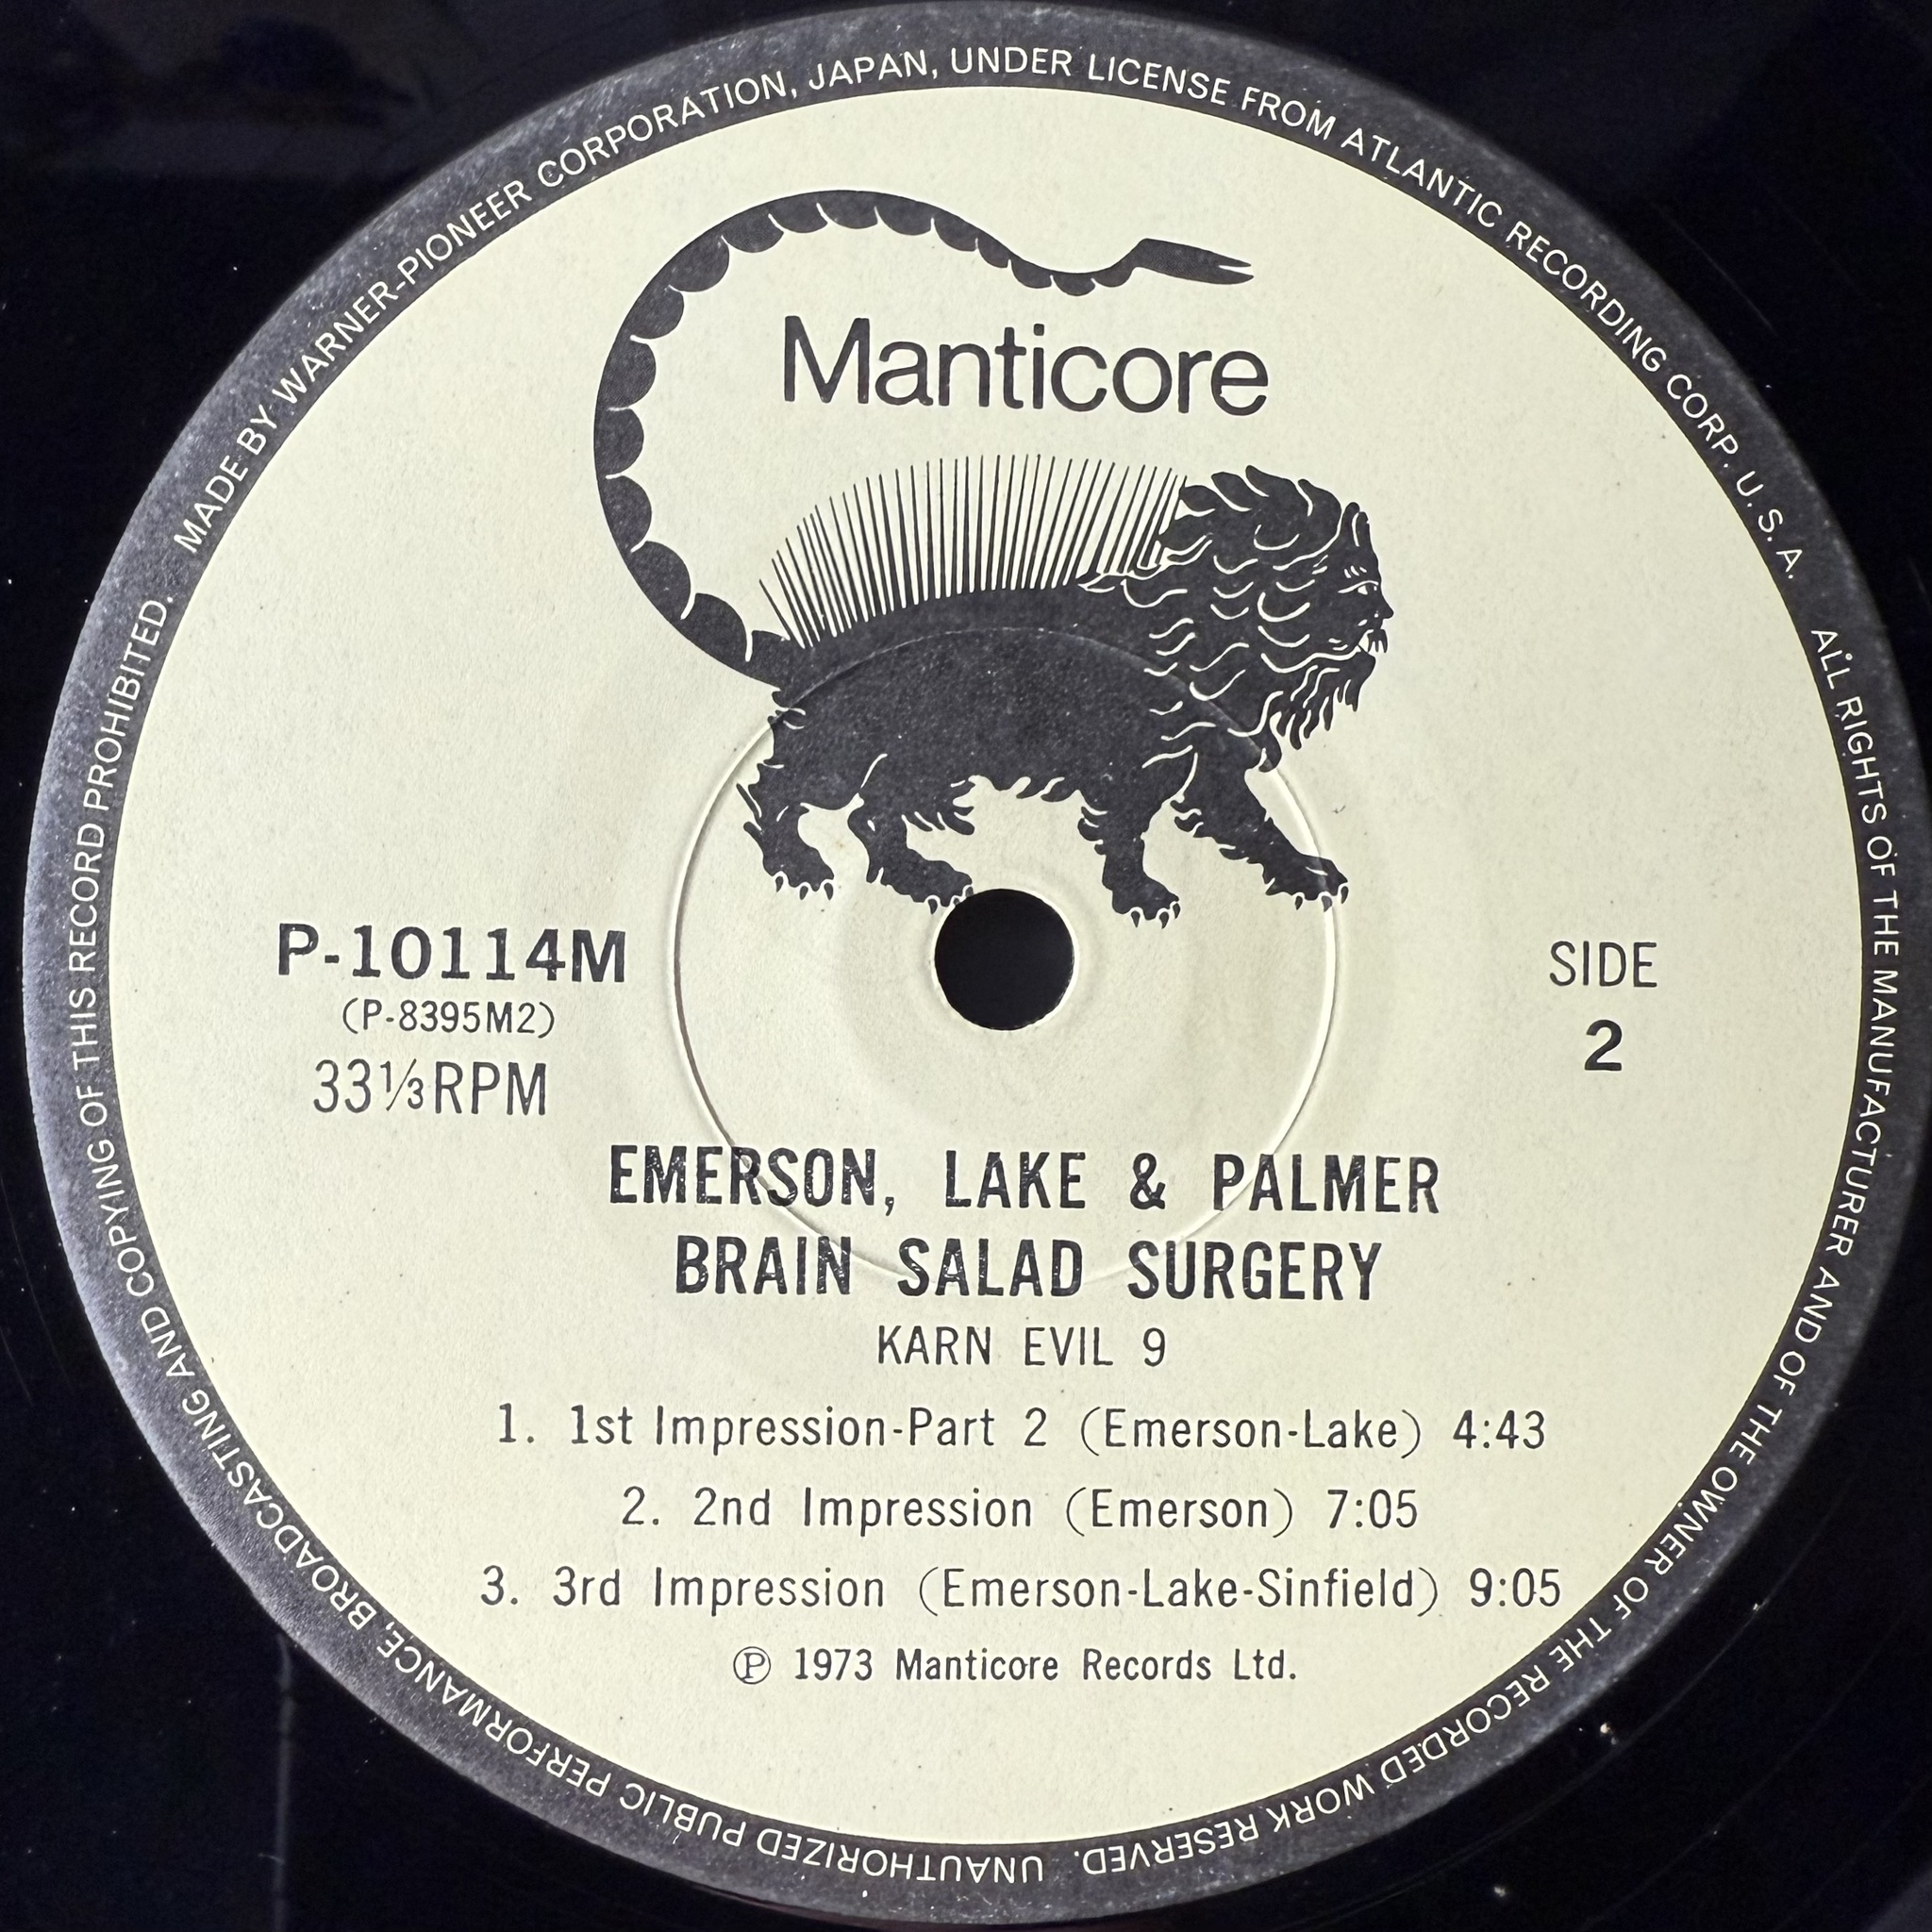 MADE BY WARNER-PIONEER CORPORATION, JAPAN, UNDER LICENSE FROM ATLANTIC RECORDING CORP. U. S. A.
ALL RIGHTS OF THE MANUFACTURER AND OF THE OWNER OF THE RECORDED WORK RESERVED. UNAUTHORIZED PUBLIC PERFORMANCE, BROADCASTING AND COPYING OF THIS RECORD PROHIBITED.
Manticore
P-10114M
(P-8395M2)
33⅓RPM
SIDE
2
EMERSON, LAKE & PALMER
BRAIN SALAD SURGERY
KARN EVIL 9
1. 1st Impression-Part 2 (Emerson-Lake) 4:43
2. 2nd Impression (Emerson) 7:05
3. 3rd Impression (Emerson-Lake-Sinfield) 9:05
℗ 1973 Manticore Records Ltd.